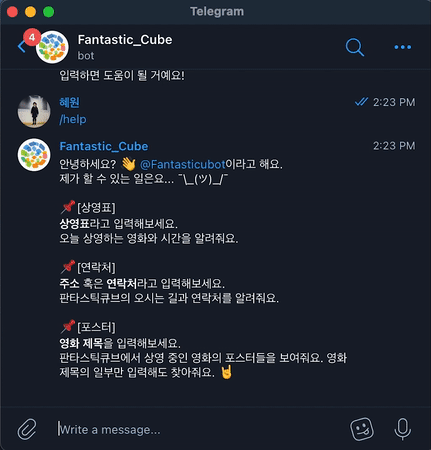 Telegram
4
Fantastic_Cube
bot
입력하면 도움이 될 거예요!
혜원
2:23 PM
/help
Fantastic_Cube
2:23 PM
안녕하세요? 👋 @Fantasticubot이라고 해요.
제가 할 수 있는 일은요... ¯\_(ツ)_/¯
📌[상영표]
상영표라고 입력해보세요.
오늘 상영하는 영화와 시간을 알려줘요.
📌[연락처]
주소 혹은 연락처라고 입력해보세요.
판타스틱큐브의 오시는 길과 연락처를 알려줘요.
📌[포스터]
영화 제목을 입력해보세요.
판타스틱큐브에서 상영 중인 영화의 포스터들을 보여줘요. 영화
제목의 일부만 입력해도 찾아줘요. 🤘
Write a message...